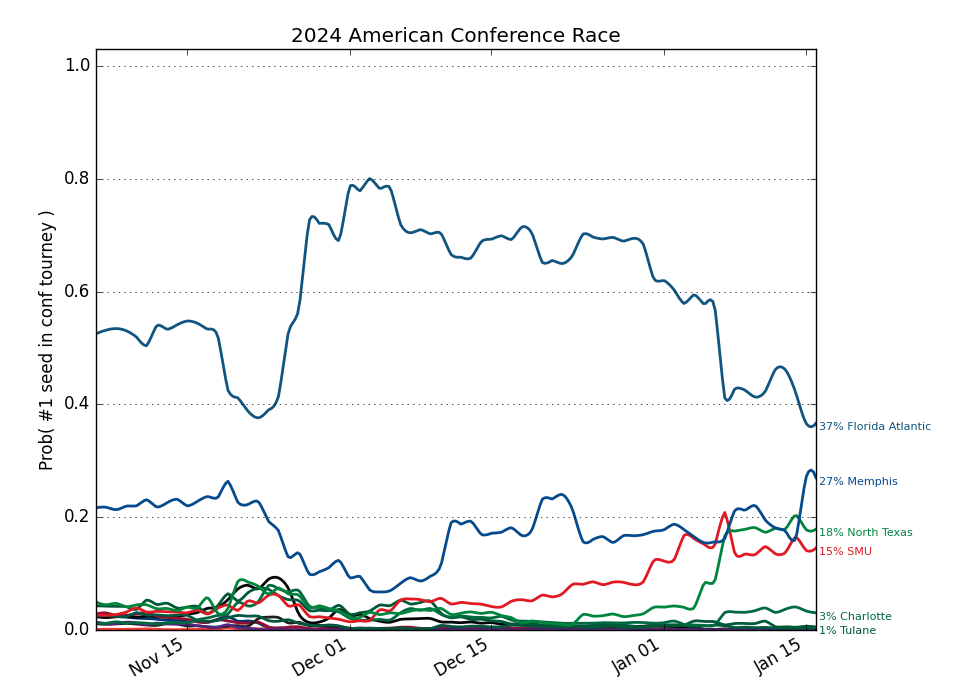 2024 American Conference Race
Prob( #1 seed in conf tourney )
1.0
0.8
0.6
0.4
0.2
0.0
37% Florida Atlantic
27% Memphis
18% North Texas
15% SMU
3% Charlotte
1% Tulane
Nov 15
Dec 01
Dec 15
Jan 01
Jan 15